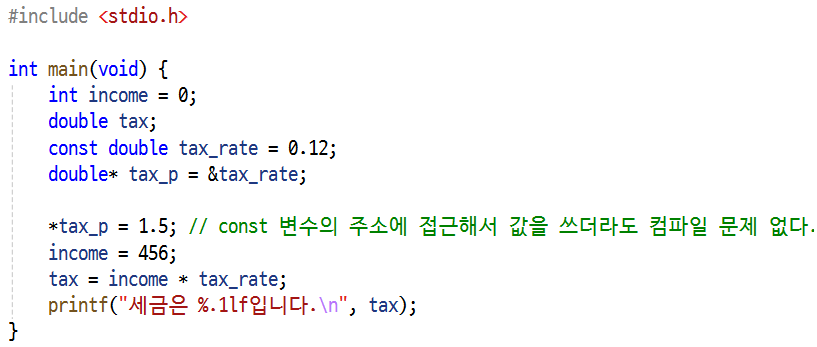 #include <stdio.h>
int main(void) {
int income = 0;
double tax;
const double tax_rate = 0.12;
double* tax_p = &tax_rate;
*tax_p = 1.5; // const 변수의 주소에 접근해서 값을 쓰더라도 컴파일 문제 없다.
income = 456;
tax = income * tax_rate;
printf("세금은 %.1lf입니다.\n", tax);
}